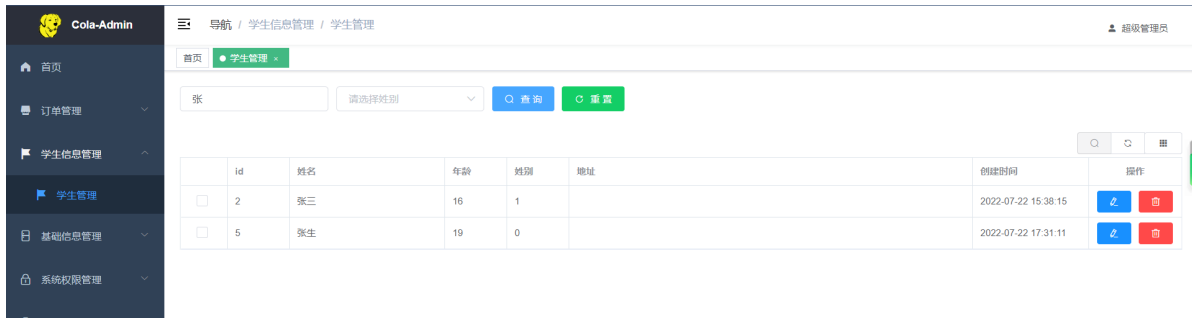 Cola-Admin
导航 / 学生信息管理 / 学生管理
超级管理员
首页
学生管理 ×
首页
订单管理
学生信息管理
学生管理
基础信息管理
系统权限管理
张
请选择姓别
查询
重置
id 姓名 年龄 姓别 地址 创建时间 操作
2 张三 16 1 2022-07-22 15:38:15
5 张生 19 0 2022-07-22 17:31:11